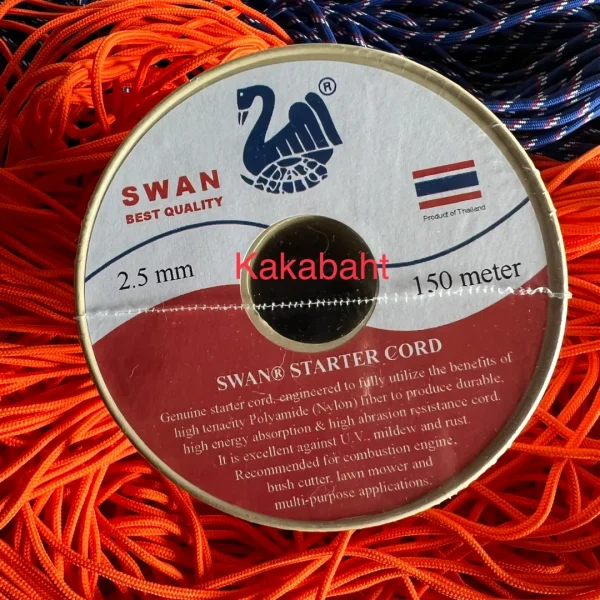 ®
SWAN
BEST QUALITY
Product of Thailand
2.5 mm
Kakabaht
150 meter
SWAN® STARTER CORD
Genuine starter cord, engineered to fully utilize the benefits of
high tenacity Polyamide (Nylon) fiber to produce durable,
high energy absorption & high abrasion resistance cord.
It is excellent against U.V., mildew and rust.
Recommended for combustion engine,
bush cutter, lawn mower and
multi-purpose applications.